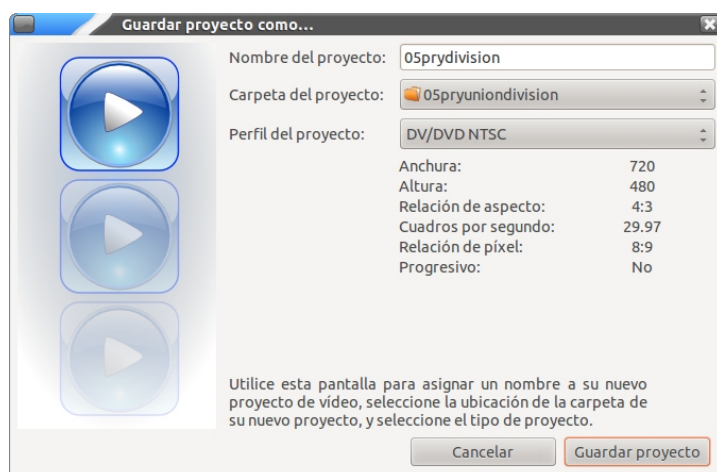 Guardar proyecto como...
Nombre del proyecto: 05prydivision
Carpeta del proyecto: 05pryuniondivision
Perfil del proyecto: DV/DVD NTSC
Anchura: 720
Altura: 480
Relación de aspecto: 4:3
Cuadros por segundo: 29.97
Relación de píxel: 8:9
Progresivo: No
Utilice esta pantalla para asignar un nombre a su nuevo
proyecto de vídeo, seleccione la ubicación de la carpeta de
su nuevo proyecto, y seleccione el tipo de proyecto.
Cancelar Guardar proyecto